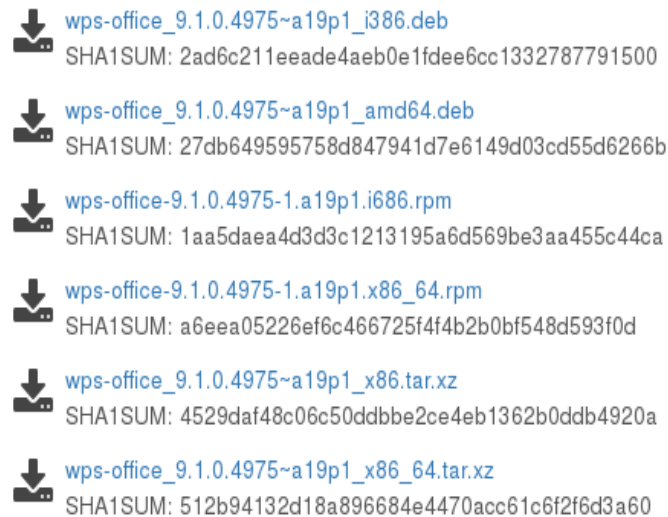 wps-office_9.1.0.4975~a19p1_i386.deb
SHA1SUM: 2ad6c211eeade4aeb0e1fdee6cc1332787791500
wps-office_9.1.0.4975~a19p1_amd64.deb
SHA1SUM: 27db649595758d847941d7e6149d03cd55d6266b
wps-office-9.1.0.4975-1.a19p1.i686.rpm
SHA1SUM: 1aa5daea4d3d3c1213195a6d569be3aa455c44ca
wps-office-9.1.0.4975-1.a19p1.x86_64.rpm
SHA1SUM: a6eea05226ef6c466725f4f4b2b0bf548d593f0d
wps-office_9.1.0.4975~a19p1_x86.tar.xz
SHA1SUM: 4529daf48c06c50ddbbe2ce4eb1362b0ddb4920a
wps-office_9.1.0.4975~a19p1_x86_64.tar.xz
SHA1SUM: 512b94132d18a896684e4470acc61c6f2f6d3a60